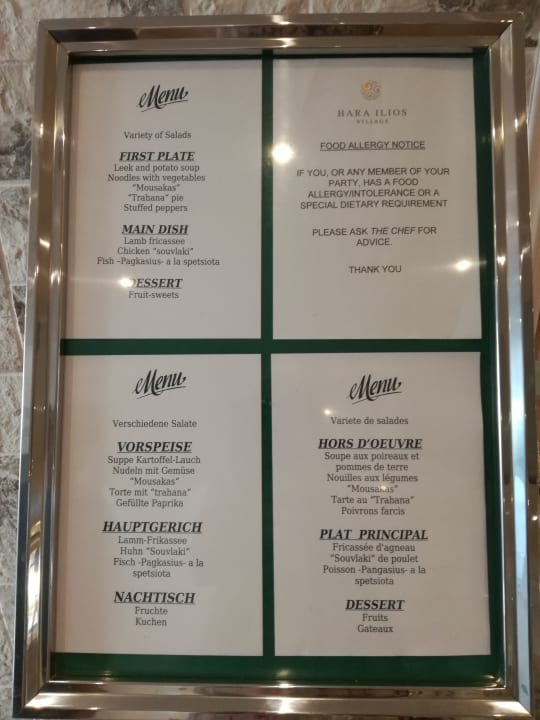 Menu
Variety of Salads
FIRST PLATE
Leek and potato soup
Noodles with vegetables
"Mousakas"
"Trahana" pie
Stuffed peppers
MAIN DISH
Lamb fricassee
Chicken "souvlaki"
Fish –Pagkasius- a la spetsiota
DESSERT
Fruit-sweets
HARA ILIOS
VILLAGE
FOOD ALLERGY NOTICE
IF YOU, OR ANY MEMBER OF YOUR
PARTY, HAS A FOOD
ALLERGY/INTOLERANCE OR A
SPECIAL DIETARY REQUIREMENT
PLEASE ASK THE CHEF FOR
ADVICE.
THANK YOU
Menu
Verschiedene Salate
VORSPEISE
Suppe Kartoffel-Lauch
Nudeln mit Gemüse
"Mousakas"
Torte mit "trahana"
Gefüllte Paprika
HAUPTGERICH
Lamm-Frikassee
Huhn "Souvlaki"
Fisch -Pagkasius- a la
spetsiota
NACHTISCH
Fruchte
Kuchen
Menu
Variete de salades
HORS D'OEUVRE
Soupe aux poireaux et
pommes de terre
Nouilles aux légumes
"Mousakas"
Tarte au "Trahana"
Poivrons farcis
PLAT PRINCIPAL
Fricassée d'agneau
"Souvlaki" de poulet
Poisson -Pangasius- a la
spetsiota
DESSERT
Fruits
Gateaux